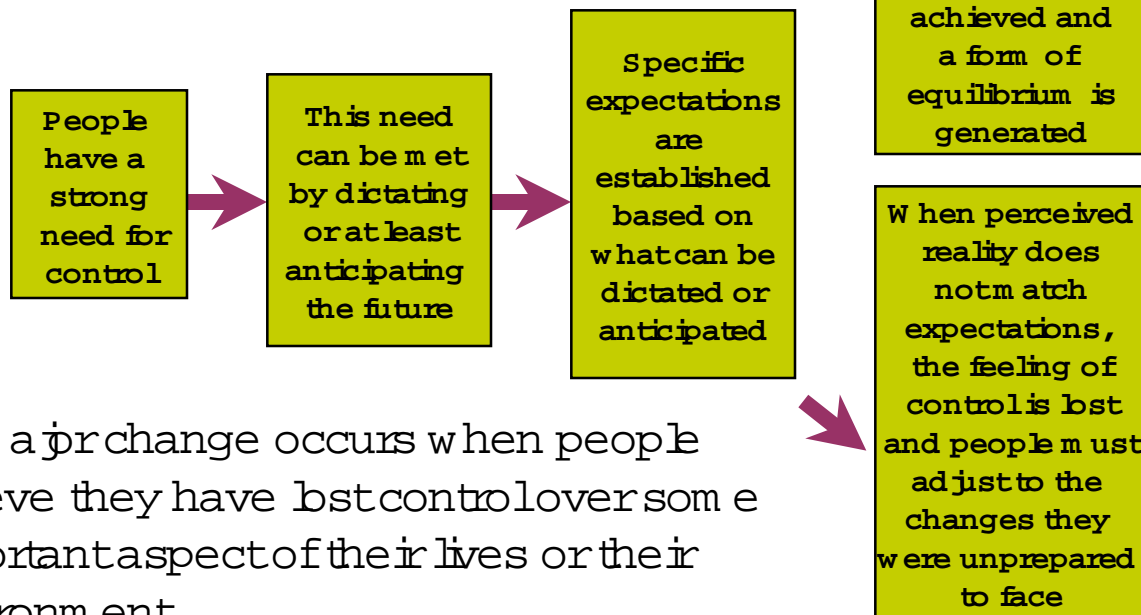 People
have a
strong
need for
control
This need
can be met
by dictating
or at least
anticipating
the future
Specific
expectations
are
established
based on
what can be
dictated or
anticipated
achieved and
a form of
equilibrium is
generated
When perceived
reality does
not match
expectations,
the feeling of
control is lost
and people must
adjust to the
changes they
were unprepared
to face
change occurs when people
they have lost control over some
aspect of their lives or their